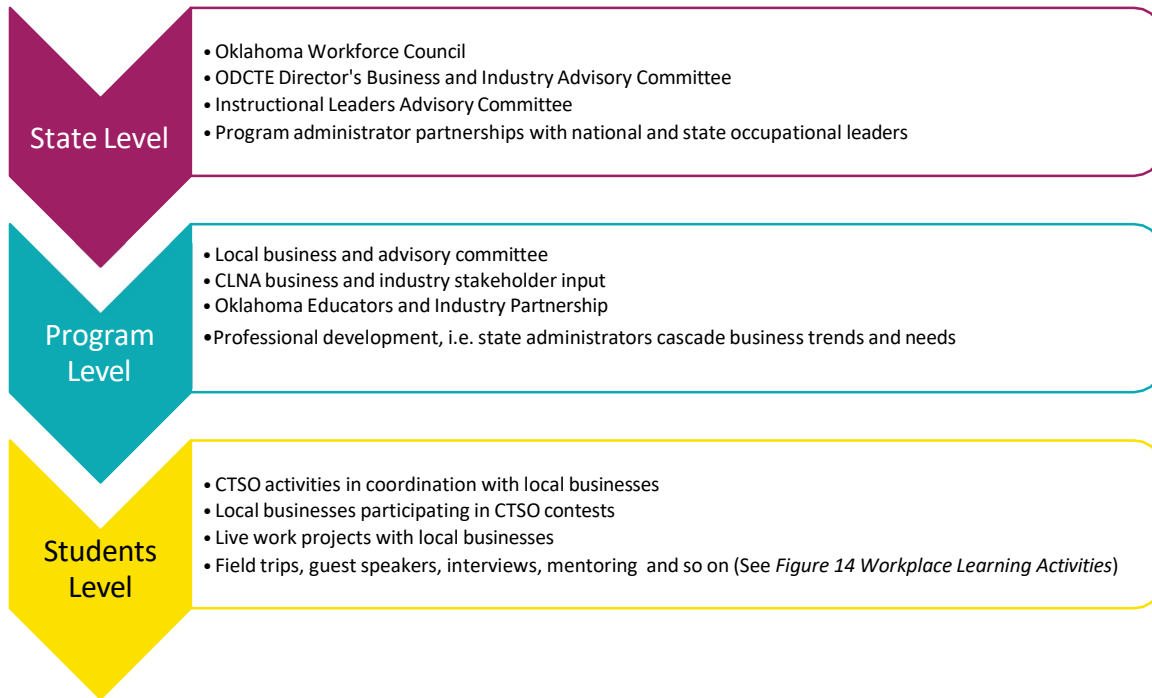 State Level
• Oklahoma Workforce Council
• ODCTE Director's Business and Industry Advisory Committee
• Instructional Leaders Advisory Committee
• Program administrator partnerships with national and state occupational leaders
Program
Level
• Local business and advisory committee
• CLNA business and industry stakeholder input
• Oklahoma Educators and Industry Partnership
•Professional development, i.e. state administrators cascade business trends and needs
Students
Level
• CTSO activities in coordination with local businesses
• Local businesses participating in CTSO contests
• Live work projects with local businesses
• Field trips, guest speakers, interviews, mentoring and so on (See Figure 14 Workplace Learning Activities)